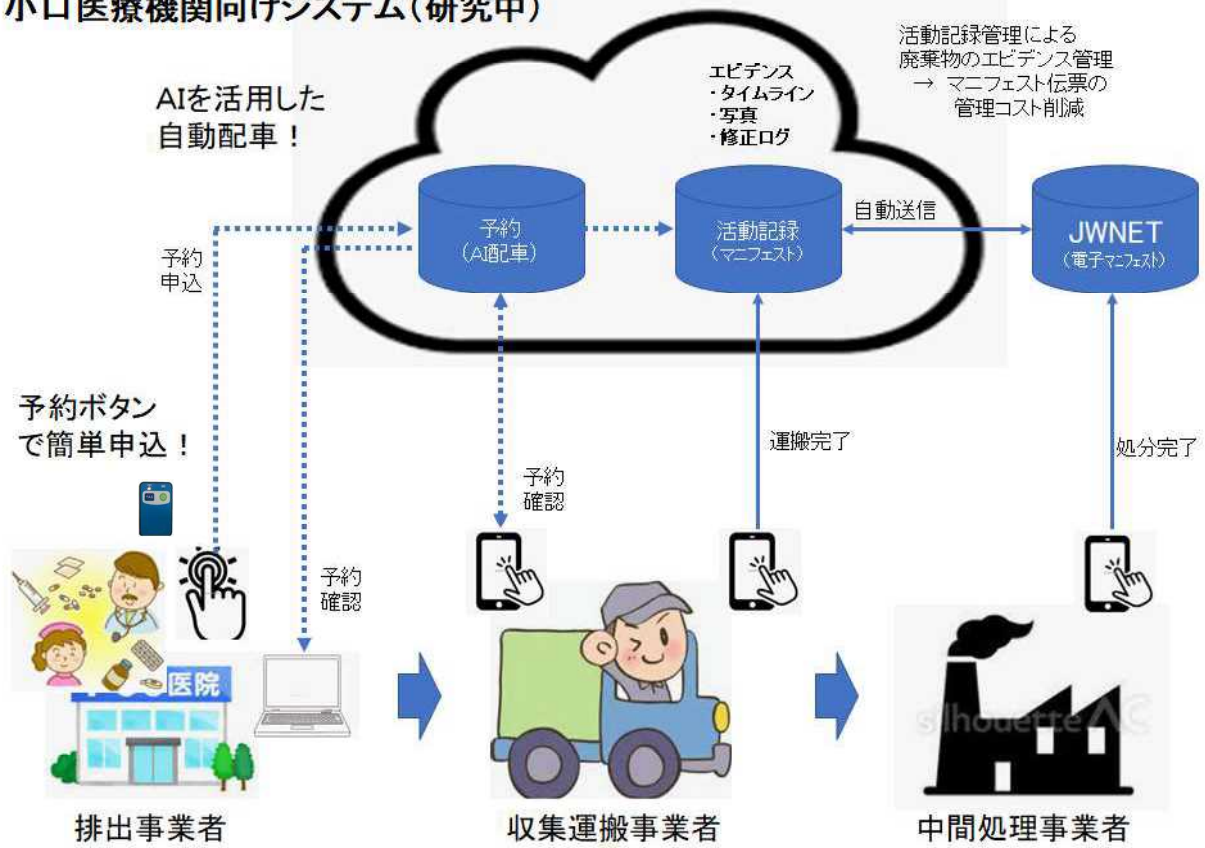 小口医療機関向けシステム(研究中)
活動記録管理による
廃棄物のエビデンス管理
→ マニフェスト伝票の
管理コスト削減
エビデンス
・タイムライン
・写真
・修正ログ
AIを活用した
自動配車！
予約
(AI配車)
活動記録
(マニフェスト)
自動送信
JWNET
(電子マニフェスト)
予約
申込
予約ボタン
で簡単申込！
運搬完了
処分完了
予約
確認
予約
確認
医院
silhouette AC
排出事業者
収集運搬事業者
中間処理事業者